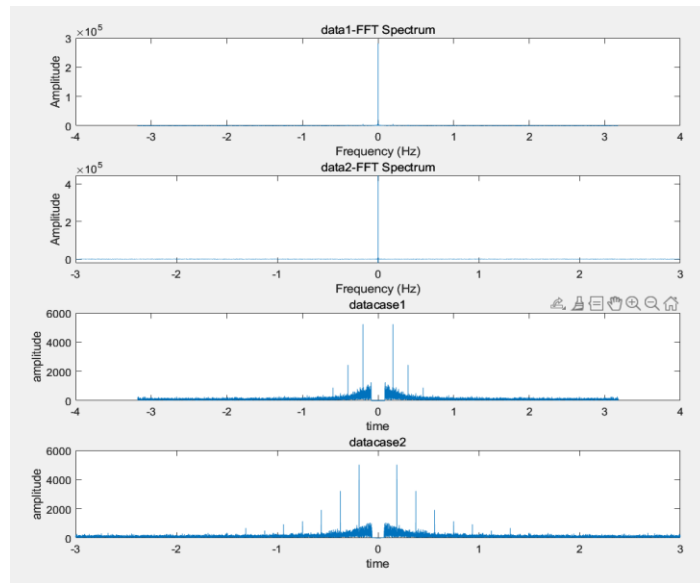 data1-FFT Spectrum
×10^5
3
2
1
0
Amplitude
-4 -3 -2 -1 0 1 2 3 4
Frequency (Hz)
data2-FFT Spectrum
×10^5
4
2
0
Amplitude
-3 -2 -1 0 1 2 3
Frequency (Hz)
datacase1
6000
4000
2000
0
amplitude
-4 -3 -2 -1 0 1 2 3 4
time
datacase2
6000
4000
2000
0
amplitude
-3 -2 -1 0 1 2 3
time